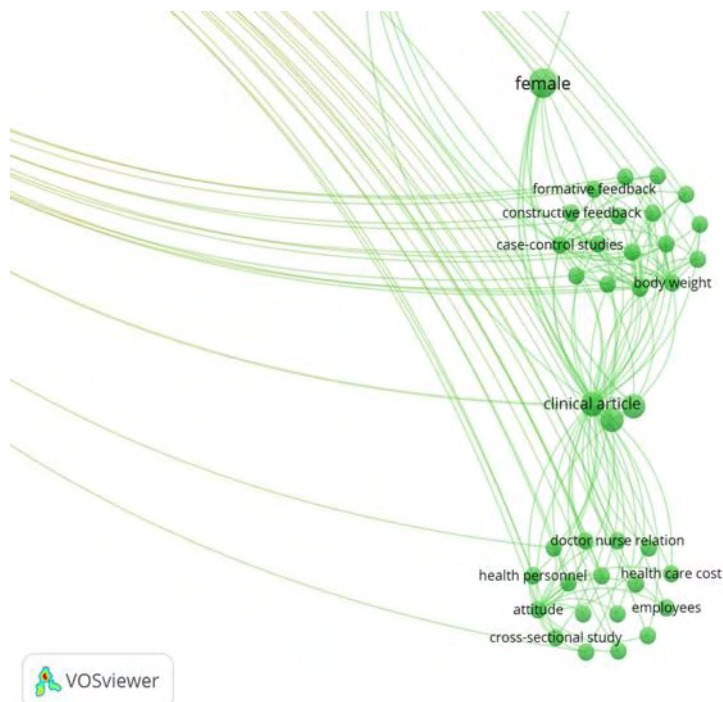 female
formative feedback
constructive feedback
case-control studies
body weight
clinical article
doctor nurse relation
health personnel
health care cost
attitude
employees
cross-sectional study
VOSviewer